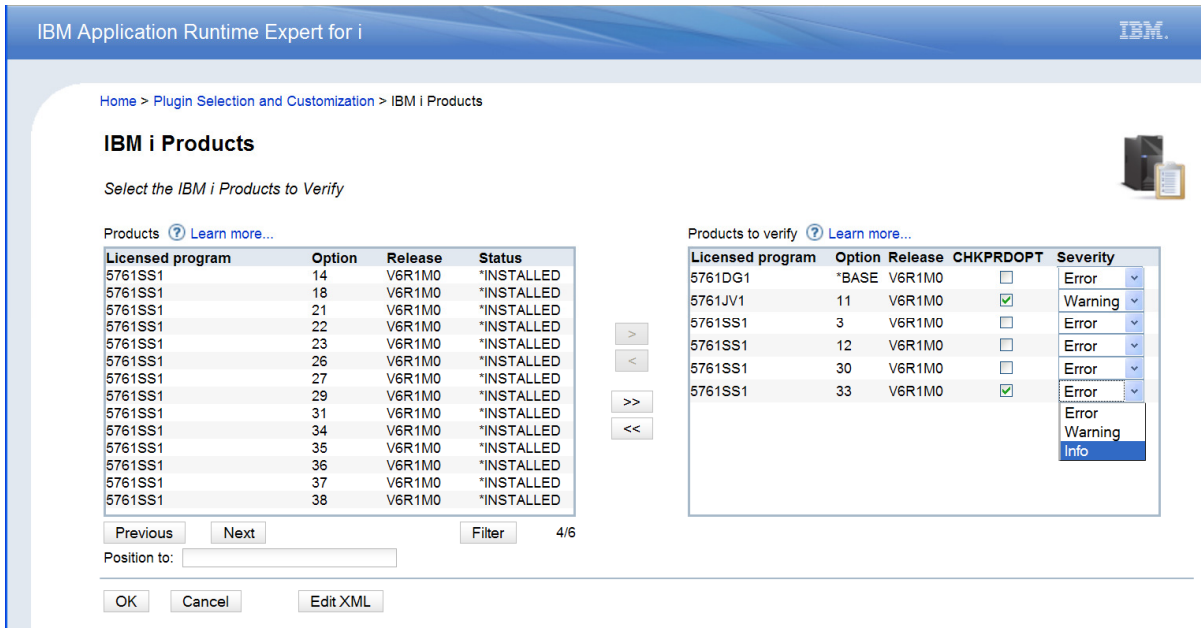 IBM Application Runtime Expert for i
IBM.
Home > Plugin Selection and Customization > IBM i Products
IBM i Products
Select the IBM i Products to Verify
Products ? Learn more...
Licensed program Option Release Status
5761SS1 14 V6R1M0 *INSTALLED
5761SS1 18 V6R1M0 *INSTALLED
5761SS1 21 V6R1M0 *INSTALLED
5761SS1 22 V6R1M0 *INSTALLED
5761SS1 23 V6R1M0 *INSTALLED
5761SS1 26 V6R1M0 *INSTALLED
5761SS1 27 V6R1M0 *INSTALLED
5761SS1 29 V6R1M0 *INSTALLED
5761SS1 31 V6R1M0 *INSTALLED
5761SS1 34 V6R1M0 *INSTALLED
5761SS1 35 V6R1M0 *INSTALLED
5761SS1 36 V6R1M0 *INSTALLED
5761SS1 37 V6R1M0 *INSTALLED
5761SS1 38 V6R1M0 *INSTALLED
Previous Next Filter 4/6
Position to:
>
<
>>
<<
Products to verify ? Learn more...
Licensed program Option Release CHKPRDOPT Severity
5761DG1 *BASE V6R1M0 Error
5761JV1 11 V6R1M0 Warning
5761SS1 3 V6R1M0 Error
5761SS1 12 V6R1M0 Error
5761SS1 30 V6R1M0 Error
5761SS1 33 V6R1M0 Error
Error
Warning
Info
OK Cancel Edit XML